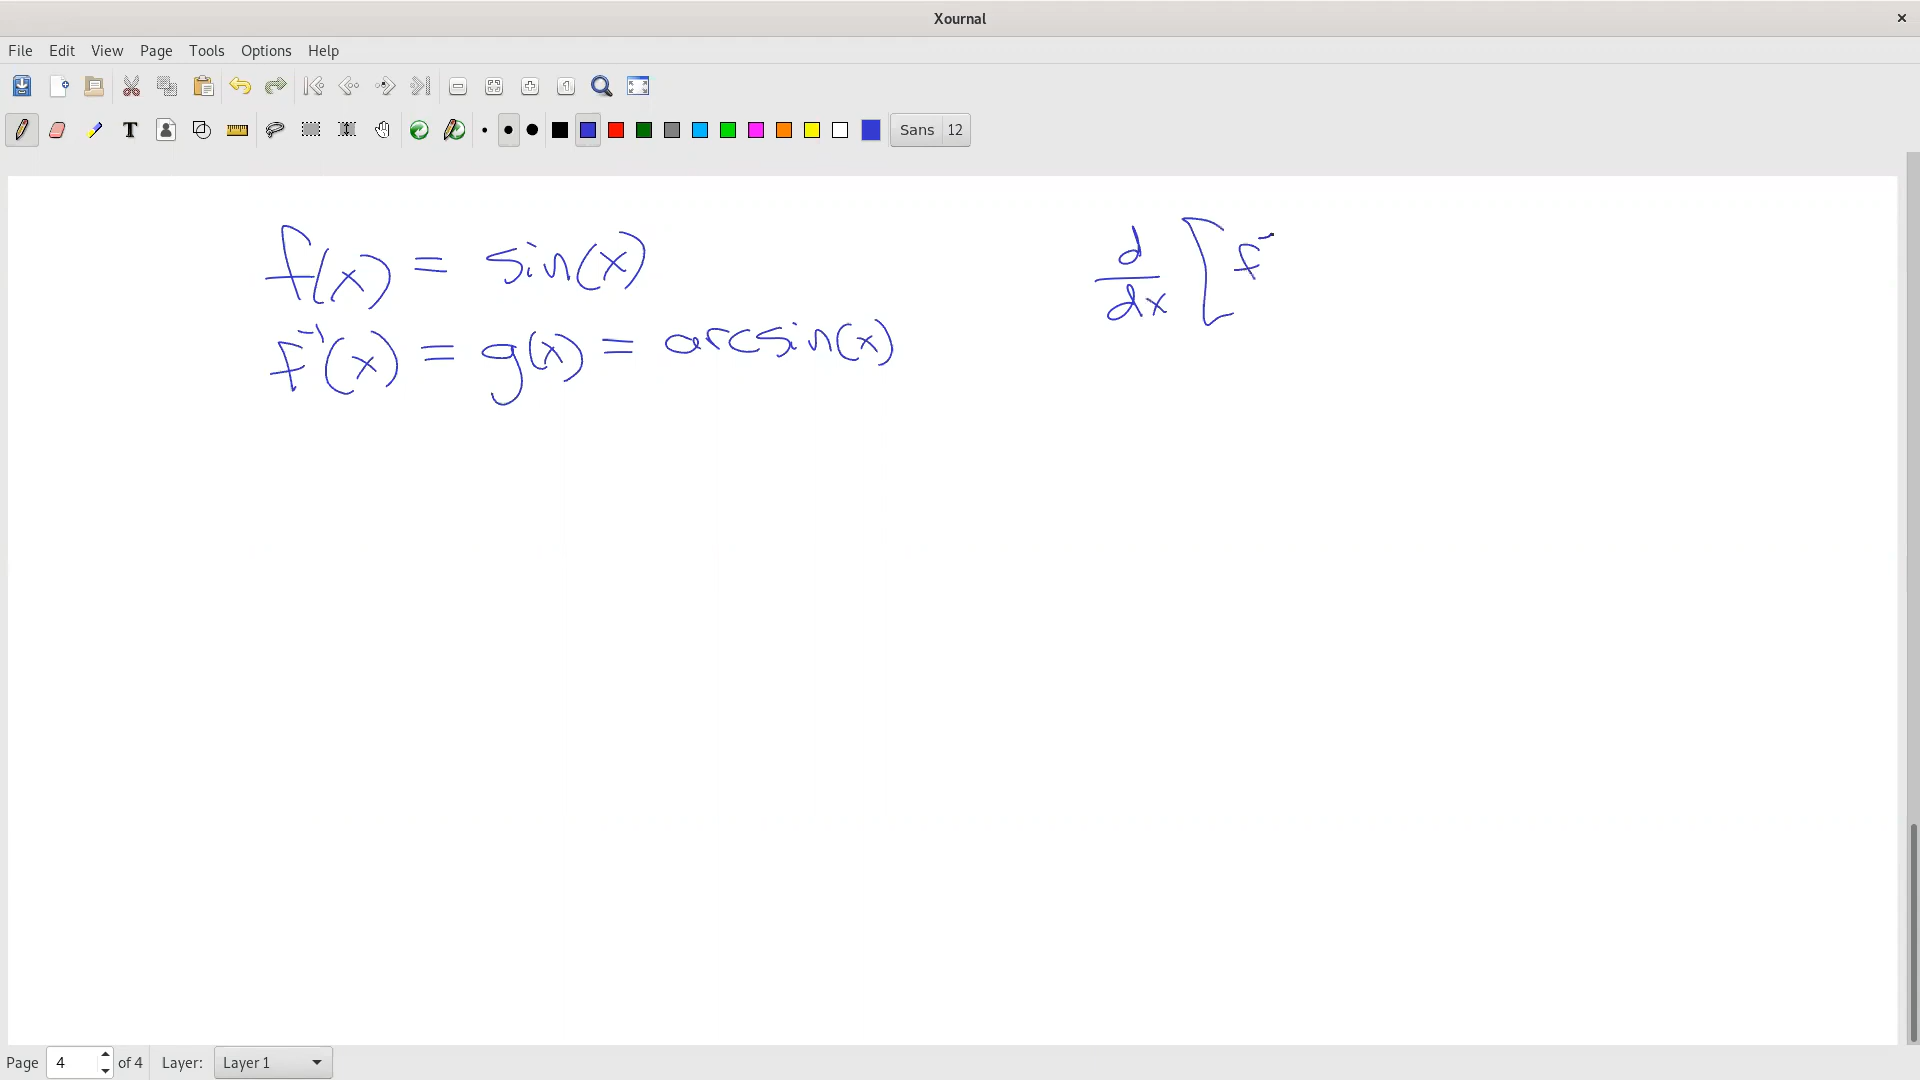 Xournal
File Edit View Page Tools Options Help
T Sans 12
f(x) = sin(x)
f⁻¹(x) = g(x) = arcsin(x)
d/dx [f⁻
Page 4 of 4 Layer: Layer 1